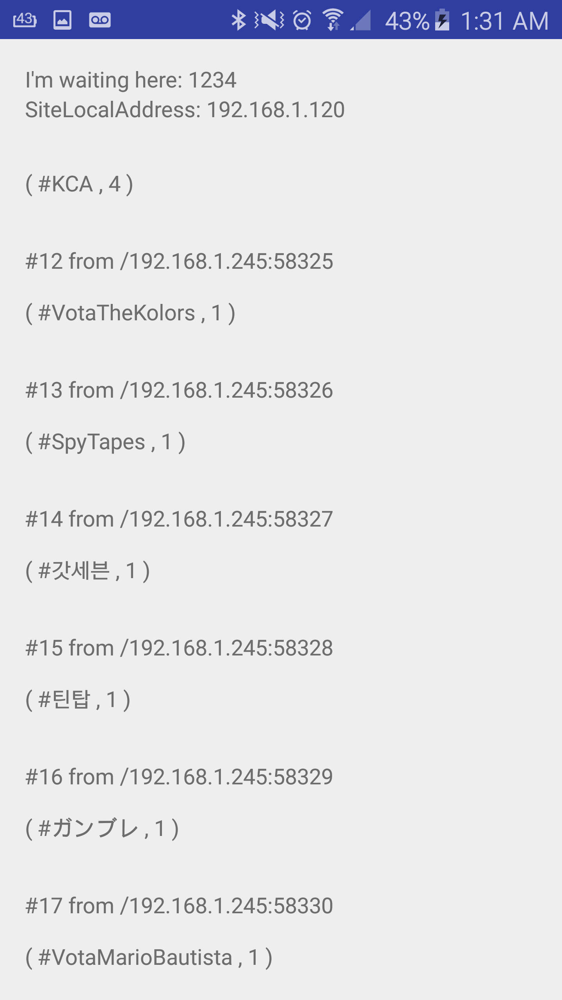 43
43% 1:31 AM
I'm waiting here: 1234
SiteLocalAddress: 192.168.1.120
( #KCA , 4 )
#12 from /192.168.1.245:58325
( #VotaTheKolors , 1 )
#13 from /192.168.1.245:58326
( #SpyTapes , 1 )
#14 from /192.168.1.245:58327
( #갓세븐 , 1 )
#15 from /192.168.1.245:58328
( #틴탑 , 1 )
#16 from /192.168.1.245:58329
( #ガンブレ , 1 )
#17 from /192.168.1.245:58330
( #VotaMarioBautista , 1 )